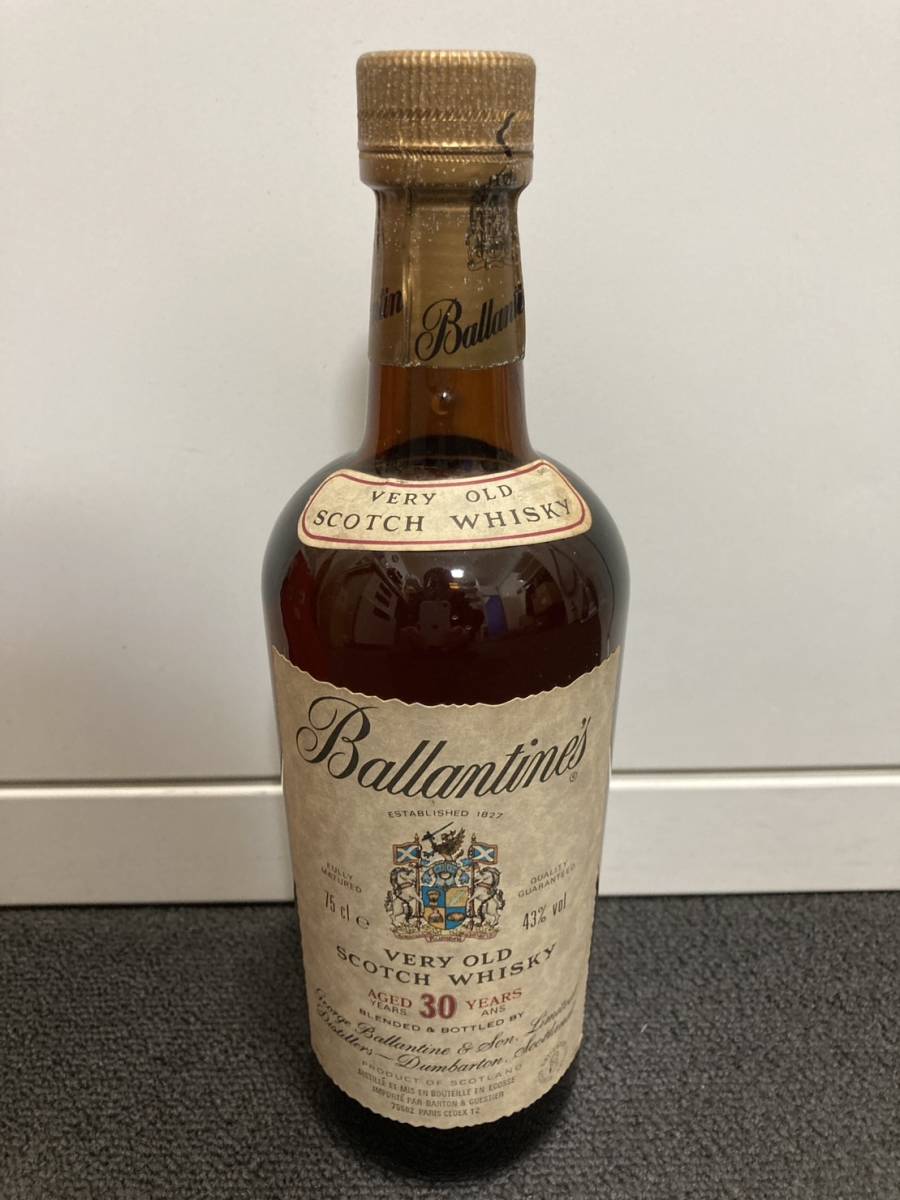 Ballantine's
VERY OLD
SCOTCH WHISKY
Ballantine's
®
ESTABLISHED 1827
FULLY
MATURED
QUALITY
GUARANTEED
75 cl e
43% vol
VERY OLD
SCOTCH WHISKY
AGED 30 YEARS
YEARS ANS
BLENDED & BOTTLED BY
George Ballantine & Son, Limited
Distillers — Dumbarton, Scotland
PRODUCT OF SCOTLAND
DISTILLÉ ET MIS EN BOUTEILLE EN ECOSSE
IMPORTÉ PAR BARTON & GUESTIER
PARIS CEDEX 12